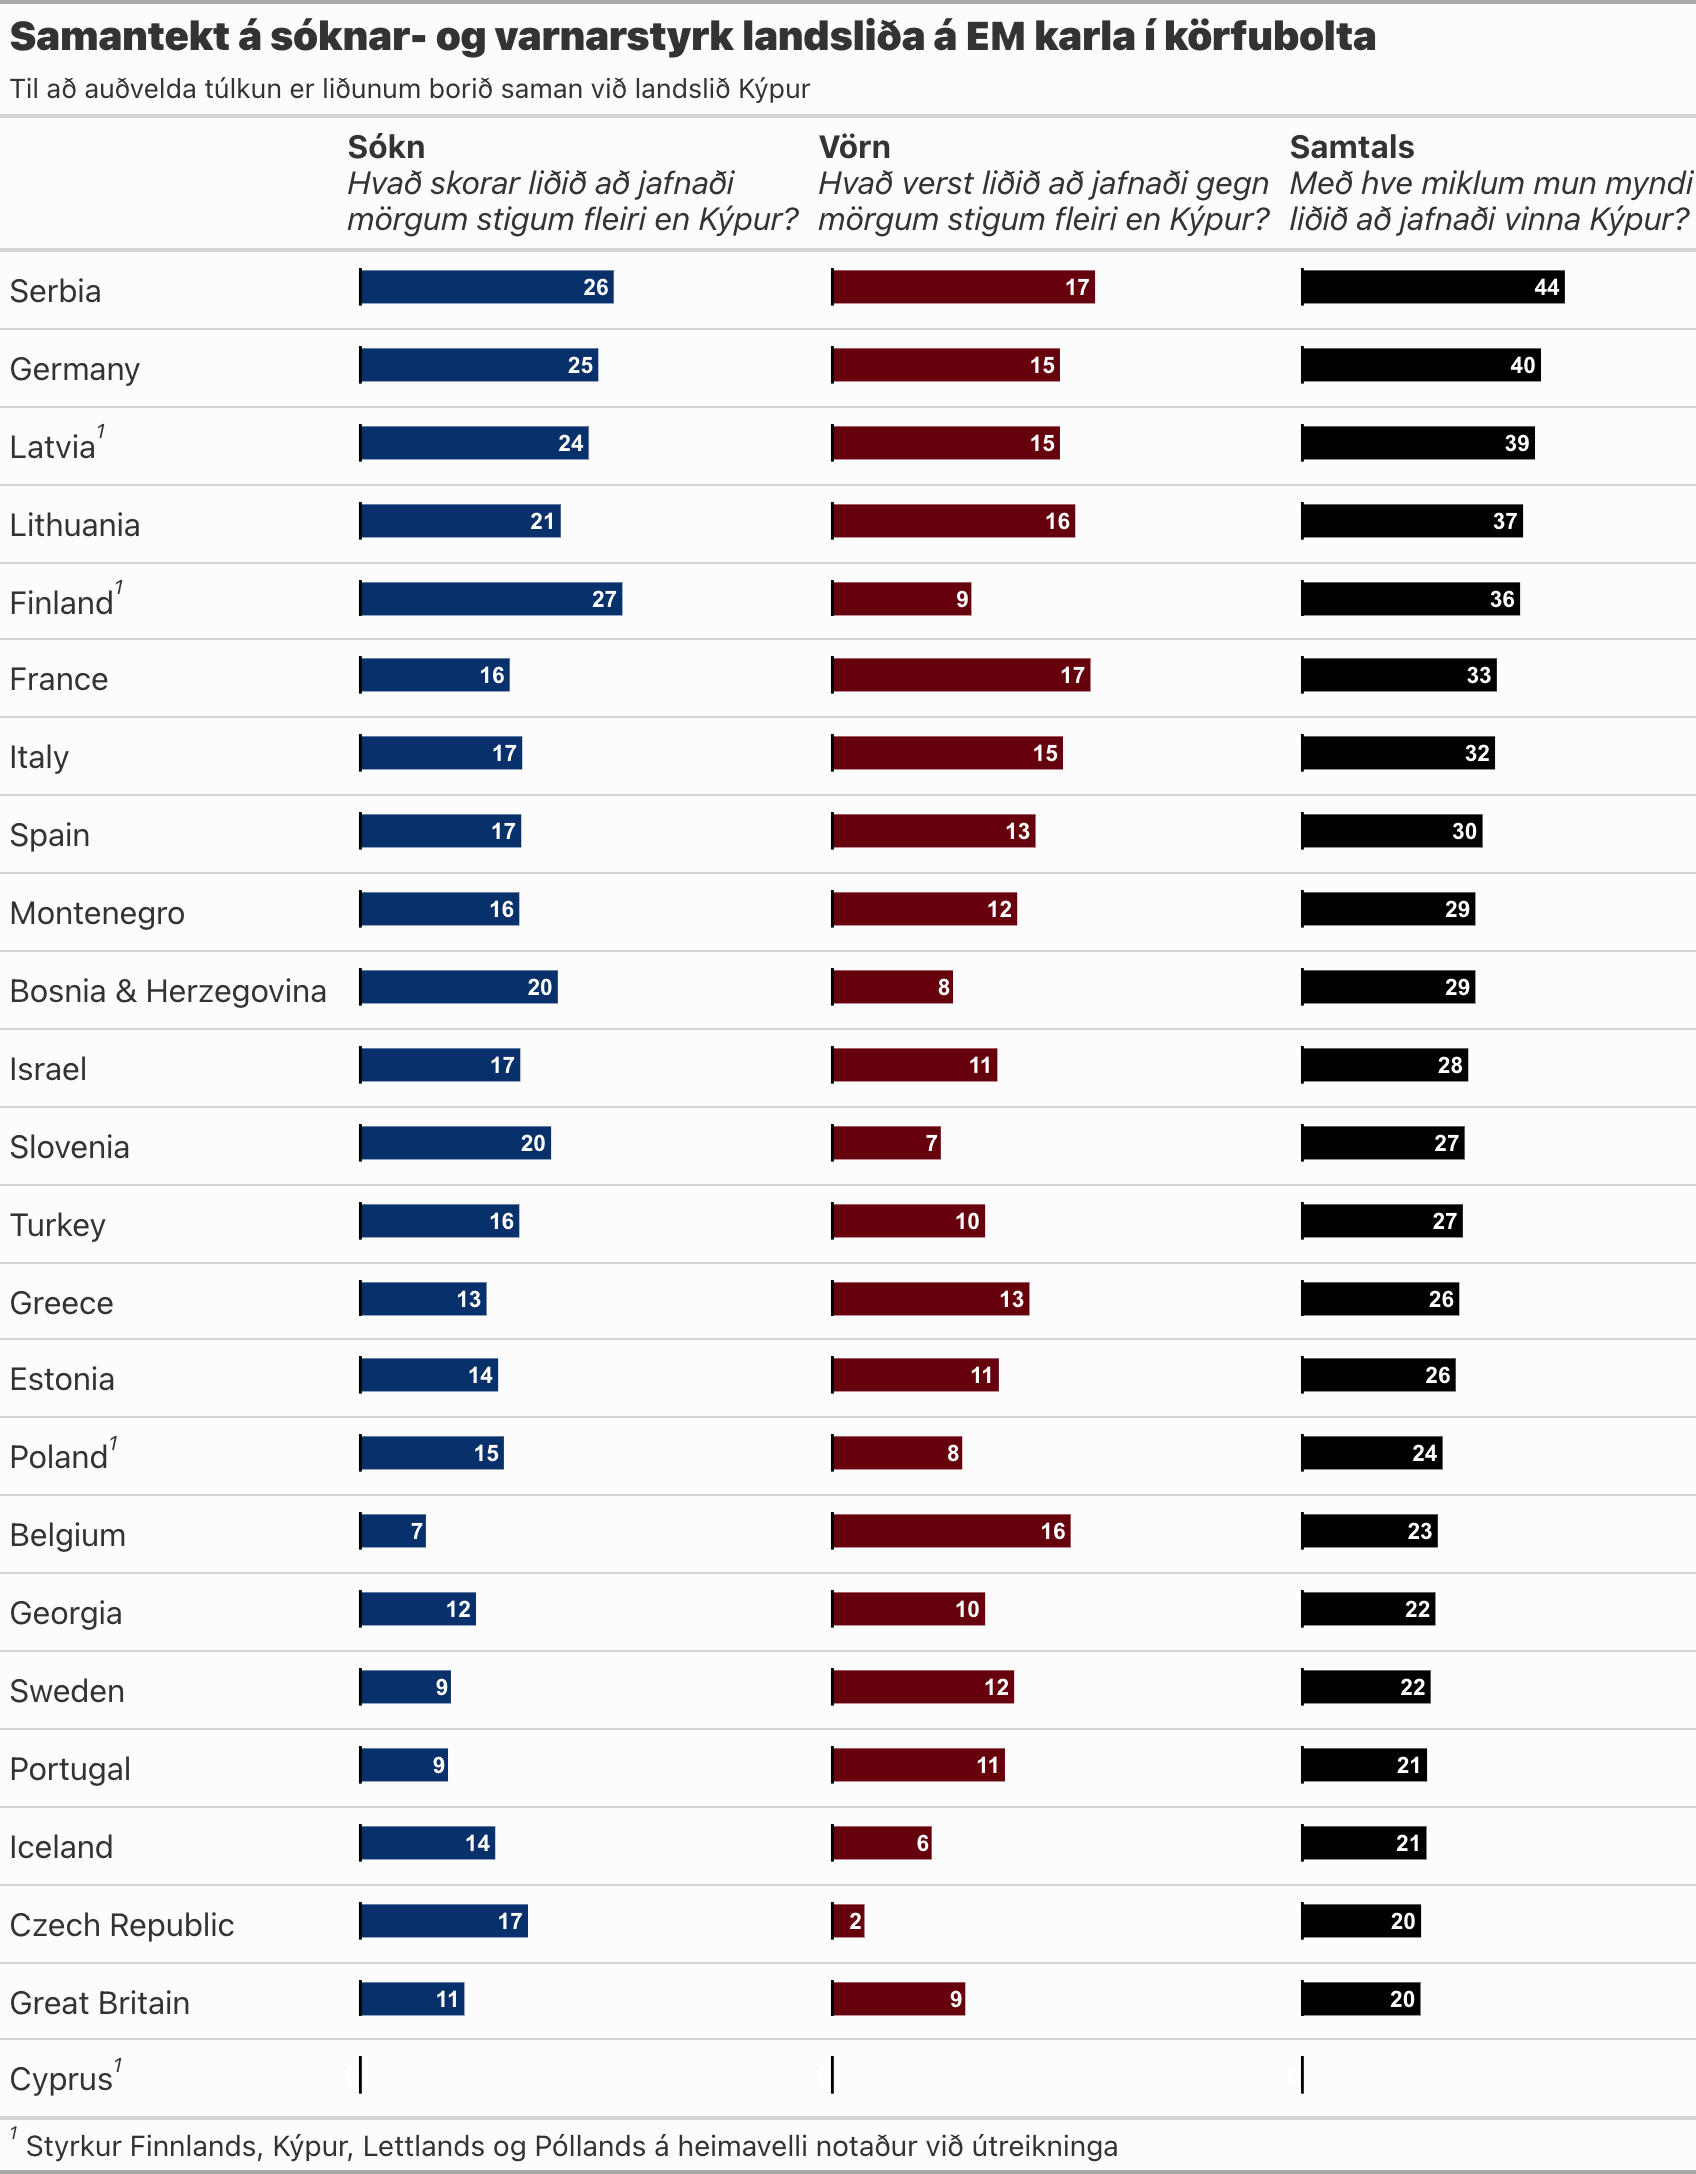 Samantekt á sóknar- og varnarstyrk landsliða á EM karla í körfubolta
Til að auðvelda túlkun er liðunum borið saman við landslið Kýpur
Sókn Vörn Samtals
Hvað skorar liðið að jafnaði Hvað verst liðið að jafnaði gegn Með hve miklum mun myndi
mörgum stigum fleiri en Kýpur? mörgum stigum fleiri en Kýpur? liðið að jafnaði vinna Kýpur?
Serbia 26 17 44
Germany 25 15 40
Latvia¹ 24 15 39
Lithuania 21 16 37
Finland¹ 27 9 36
France 16 17 33
Italy 17 15 32
Spain 17 13 30
Montenegro 16 12 29
Bosnia & Herzegovina 20 8 29
Israel 17 11 28
Slovenia 20 7 27
Turkey 16 10 27
Greece 13 13 26
Estonia 14 11 26
Poland¹ 15 8 24
Belgium 7 16 23
Georgia 12 10 22
Sweden 9 12 22
Portugal 9 11 21
Iceland 14 6 21
Czech Republic 17 2 20
Great Britain 11 9 20
Cyprus¹
¹ Styrkur Finnlands, Kýpur, Lettlands og Póllands á heimavelli notaður við útreikninga